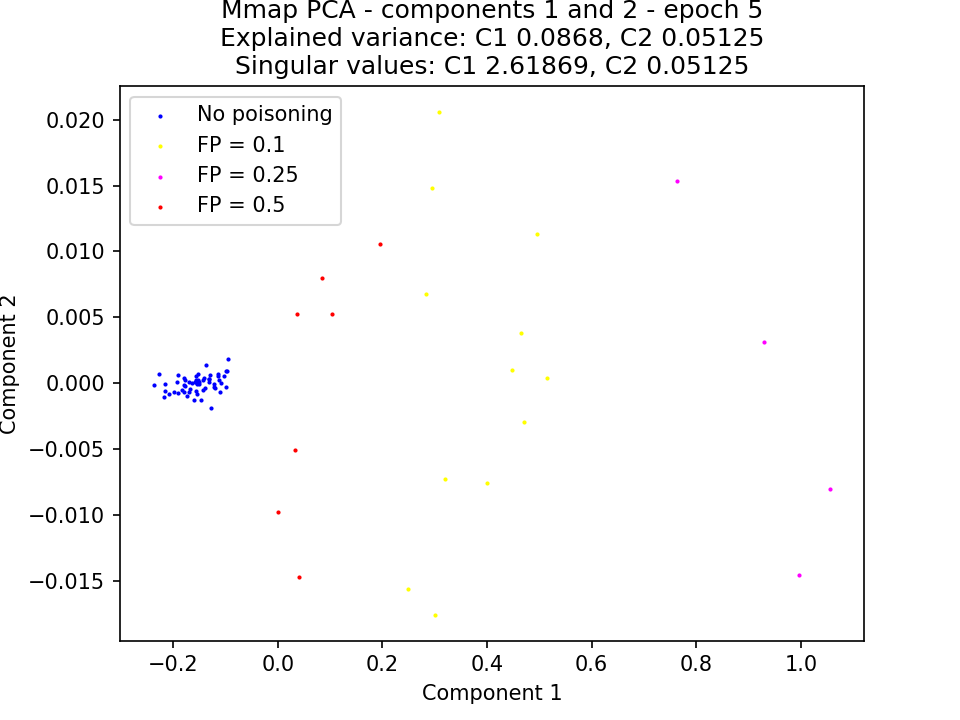 Mmap PCA - components 1 and 2 - epoch 5
Explained variance: C1 0.0868, C2 0.05125
Singular values: C1 2.61869, C2 0.05125
No poisoning
FP = 0.1
FP = 0.25
FP = 0.5
0.020
0.015
0.010
0.005
0.000
−0.005
−0.010
−0.015
Component 2
−0.2 0.0 0.2 0.4 0.6 0.8 1.0
Component 1